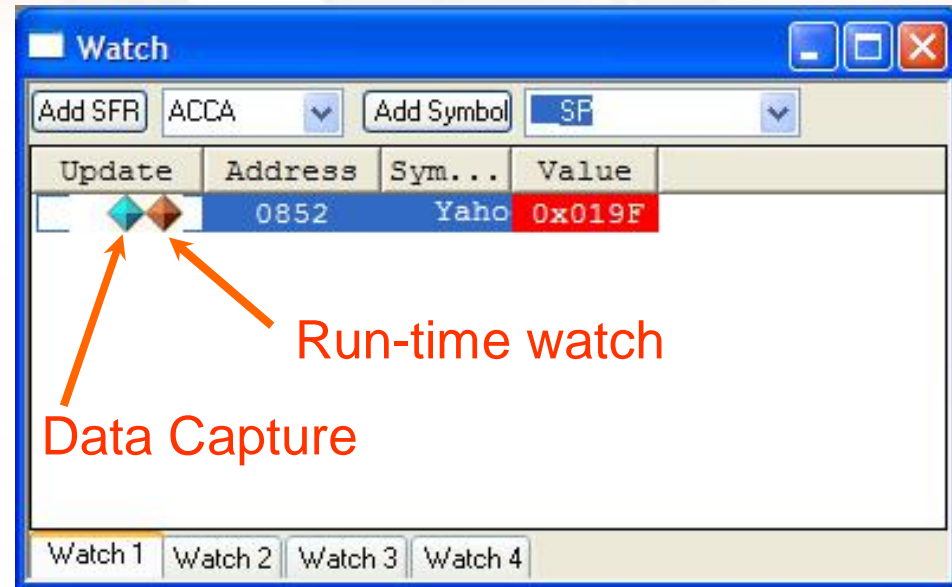 Watch
Add SFR ACCA Add Symbol __SP
Update Address Sym... Value
0852 Yaho 0x019F
Run-time watch
Data Capture
Watch 1 Watch 2 Watch 3 Watch 4